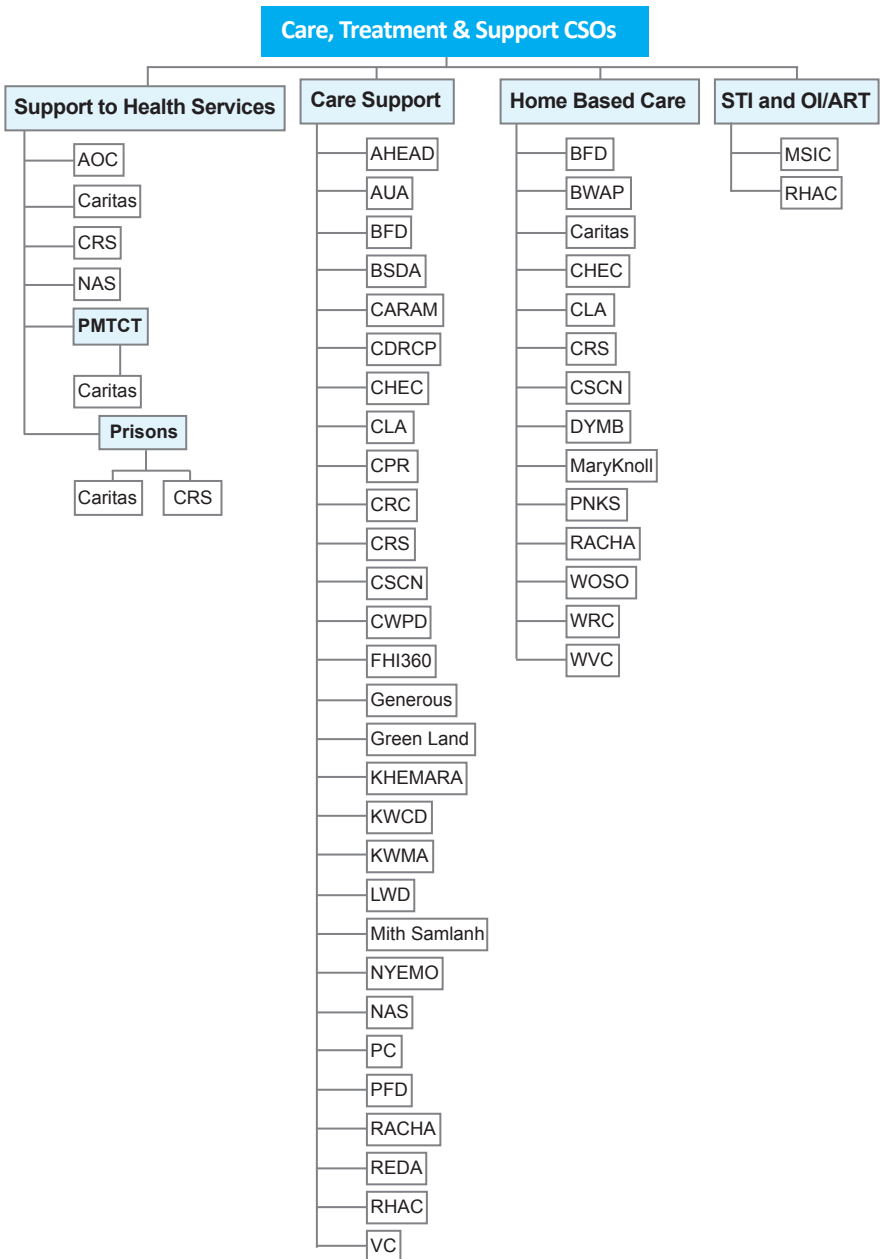 Care, Treatment & Support CSOs
Support to Health Services
AOC
Caritas
CRS
NAS
PMTCT
Caritas
Prisons
Caritas
CRS
Care Support
AHEAD
AUA
BFD
BSDA
CARAM
CDRCP
CHEC
CLA
CPR
CRC
CRS
CSCN
CWPD
FHI360
Generous
Green Land
KHEMARA
KWCD
KWMA
LWD
Mith Samlanh
NYEMO
NAS
PC
PFD
RACHA
REDA
RHAC
VC
Home Based Care
BFD
BWAP
Caritas
CHEC
CLA
CRS
CSCN
DYMB
MaryKnoll
PNKS
RACHA
WOSO
WRC
WVC
STI and OI/ART
MSIC
RHAC